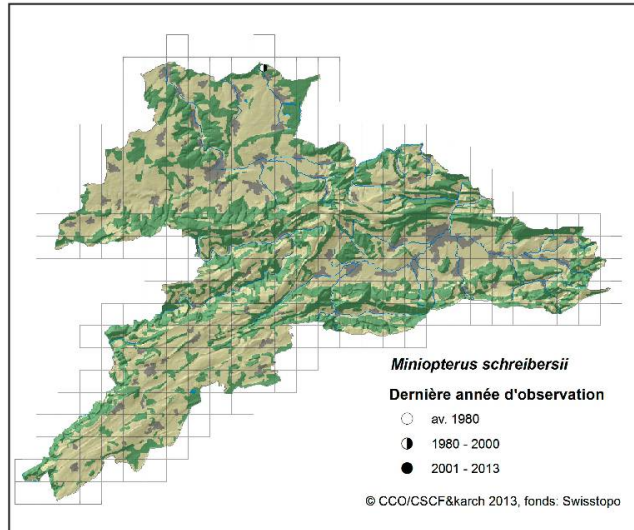 Miniopterus schreibersii
Dernière année d'observation
av. 1980
1980 - 2000
2001 - 2013
© CCO/CSCF&karch 2013, fonds: Swisstopo